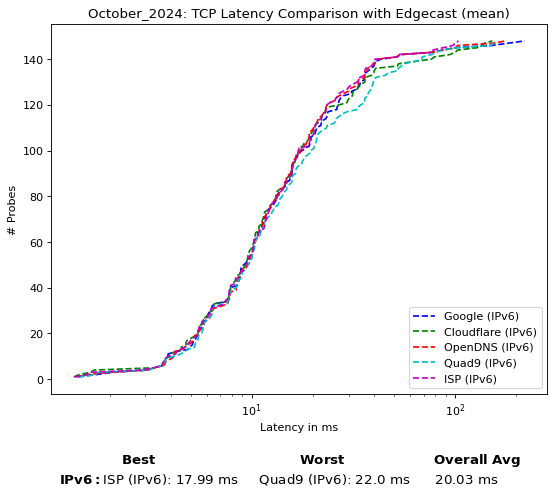 October_2024: TCP Latency Comparison with Edgecast (mean)
# Probes
140
120
100
80
60
40
20
0
Google (IPv6)
Cloudflare (IPv6)
OpenDNS (IPv6)
Quad9 (IPv6)
ISP (IPv6)
10¹ 10²
Latency in ms
Best Worst Overall Avg
IPv6: ISP (IPv6): 17.99 ms Quad9 (IPv6): 22.0 ms 20.03 ms